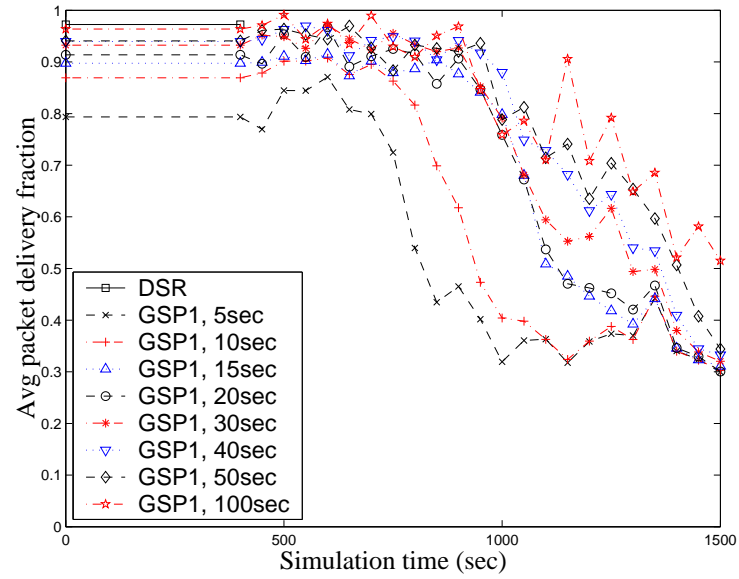 Avg packet delivery fraction
1
0.9
0.8
0.7
0.6
0.5
0.4
0.3
0.2
0.1
0
DSR
GSP1, 5sec
GSP1, 10sec
GSP1, 15sec
GSP1, 20sec
GSP1, 30sec
GSP1, 40sec
GSP1, 50sec
GSP1, 100sec
0 500 1000 1500
Simulation time (sec)